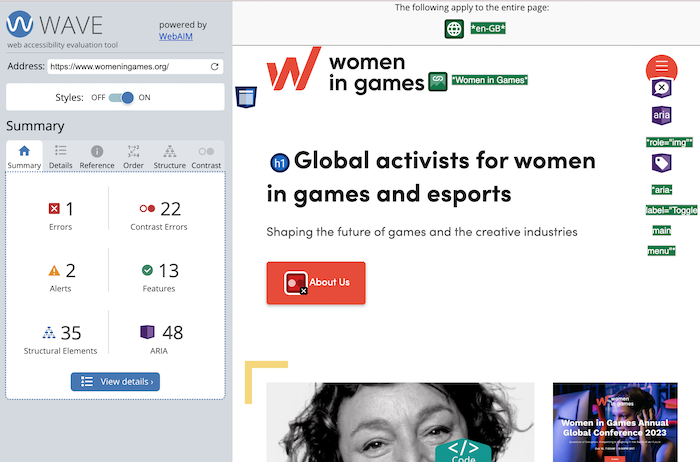 WAVE
powered by
WebAIM
web accessibility evaluation tool
Address: https://www.womeningames.org/
Styles: OFF ON
Summary
Summary Details Reference Order Structure Contrast
1
Errors
22
Contrast Errors
2
Alerts
13
Features
35
Structural Elements
48
ARIA
View details ›
The following apply to the entire page:
*en-GB*
women
in games
*Women in Games*
aria
*role="img"*
*aria-
label="Toggle
main
menu"*
h1 Global activists for women
in games and esports
Shaping the future of games and the creative industries
About Us
</>
Code
women
in games
Women in Games Annual
Global Conference 2023